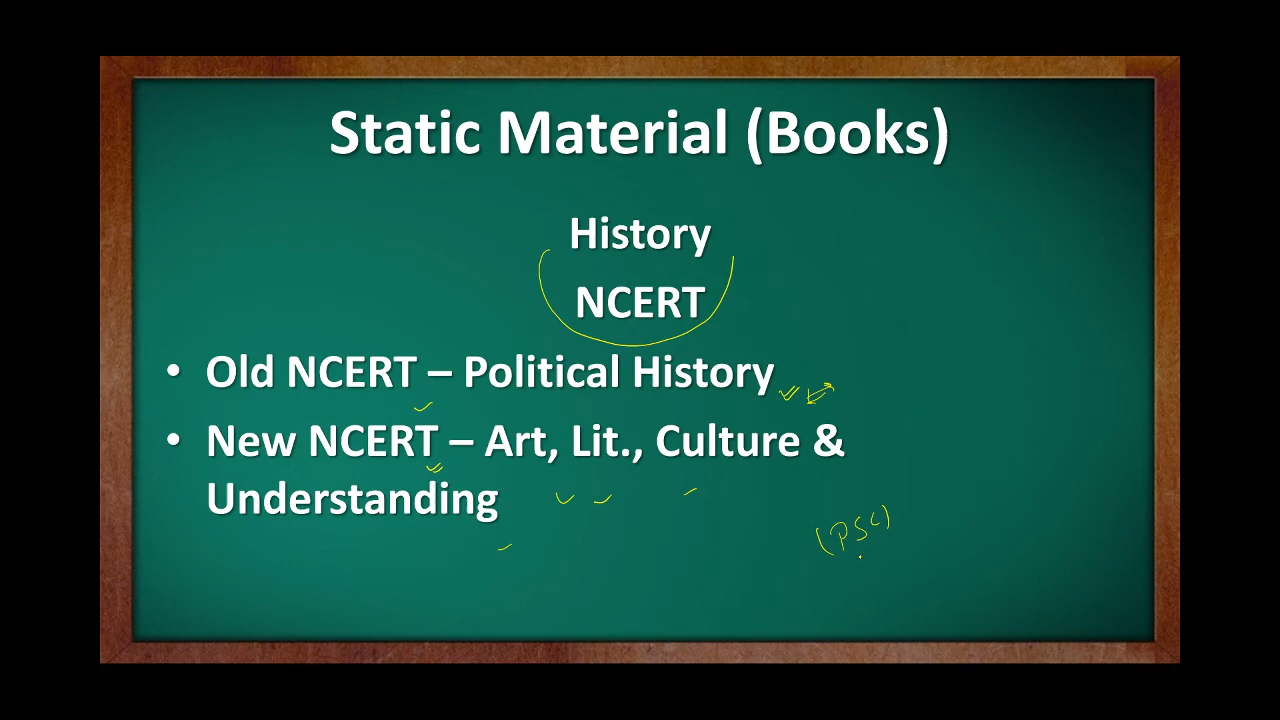 Static Material (Books)
History
NCERT
• Old NCERT – Political History
• New NCERT – Art, Lit., Culture &
Understanding
(PSC)